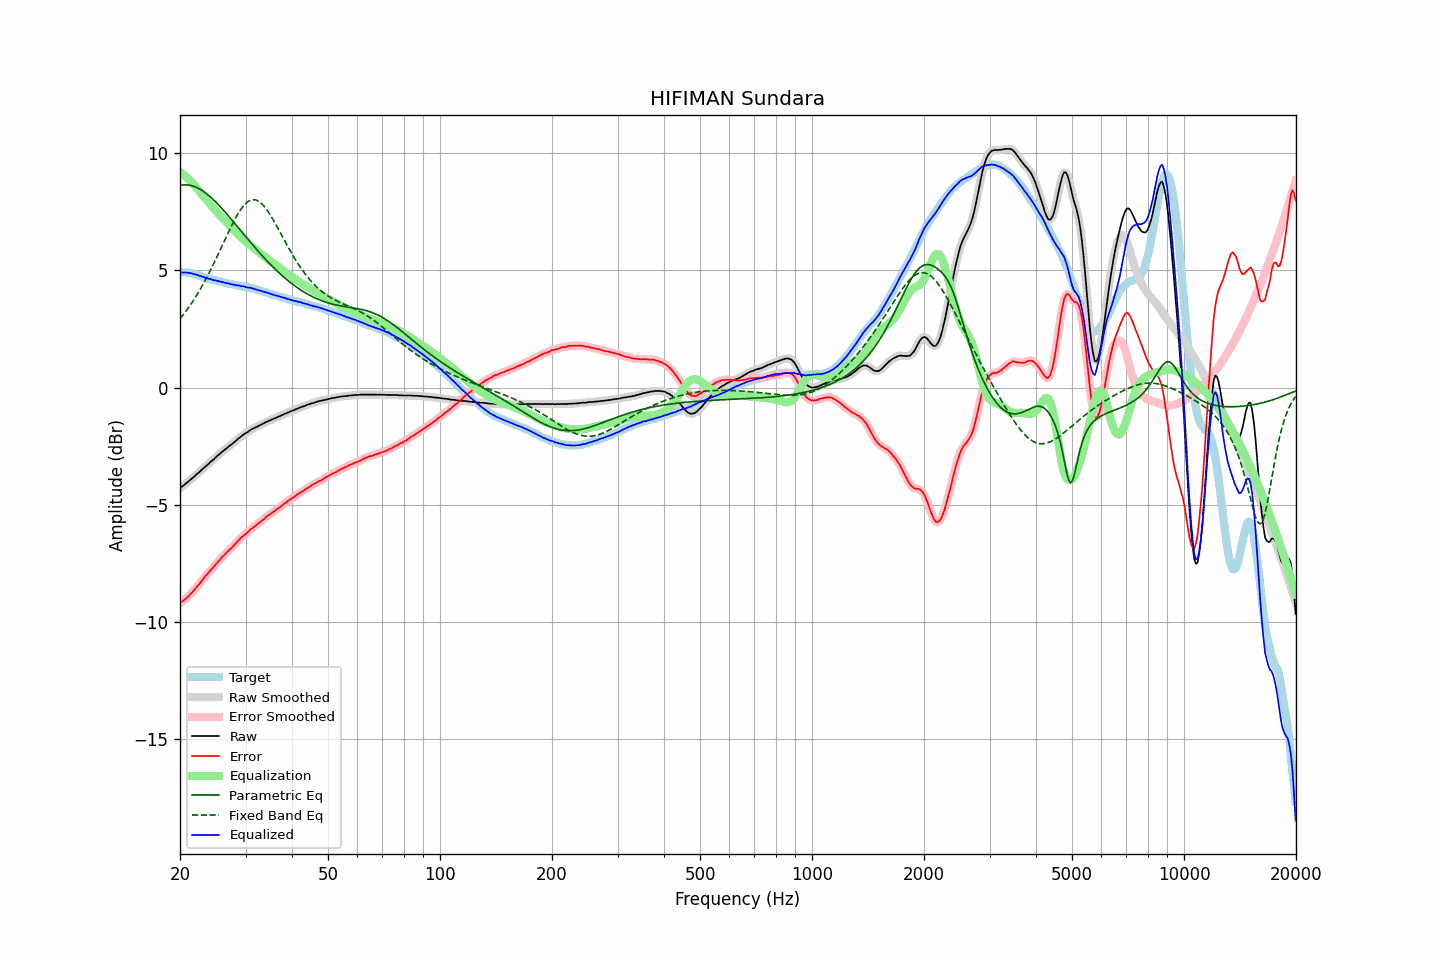 HIFIMAN Sundara
Amplitude (dBr)
10
5
0
−5
−10
−15
Target
Raw Smoothed
Error Smoothed
Raw
Error
Equalization
Parametric Eq
Fixed Band Eq
Equalized
20 50 100 200 500 1000 2000 5000 10000 20000
Frequency (Hz)